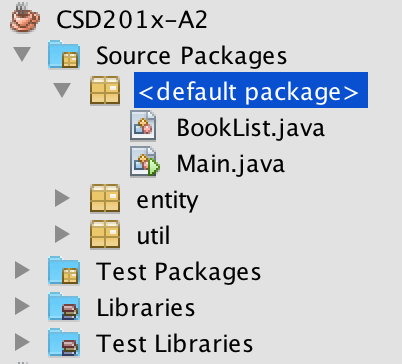 CSD201x-A2
Source Packages
<default package>
BookList.java
Main.java
entity
util
Test Packages
Libraries
Test Libraries